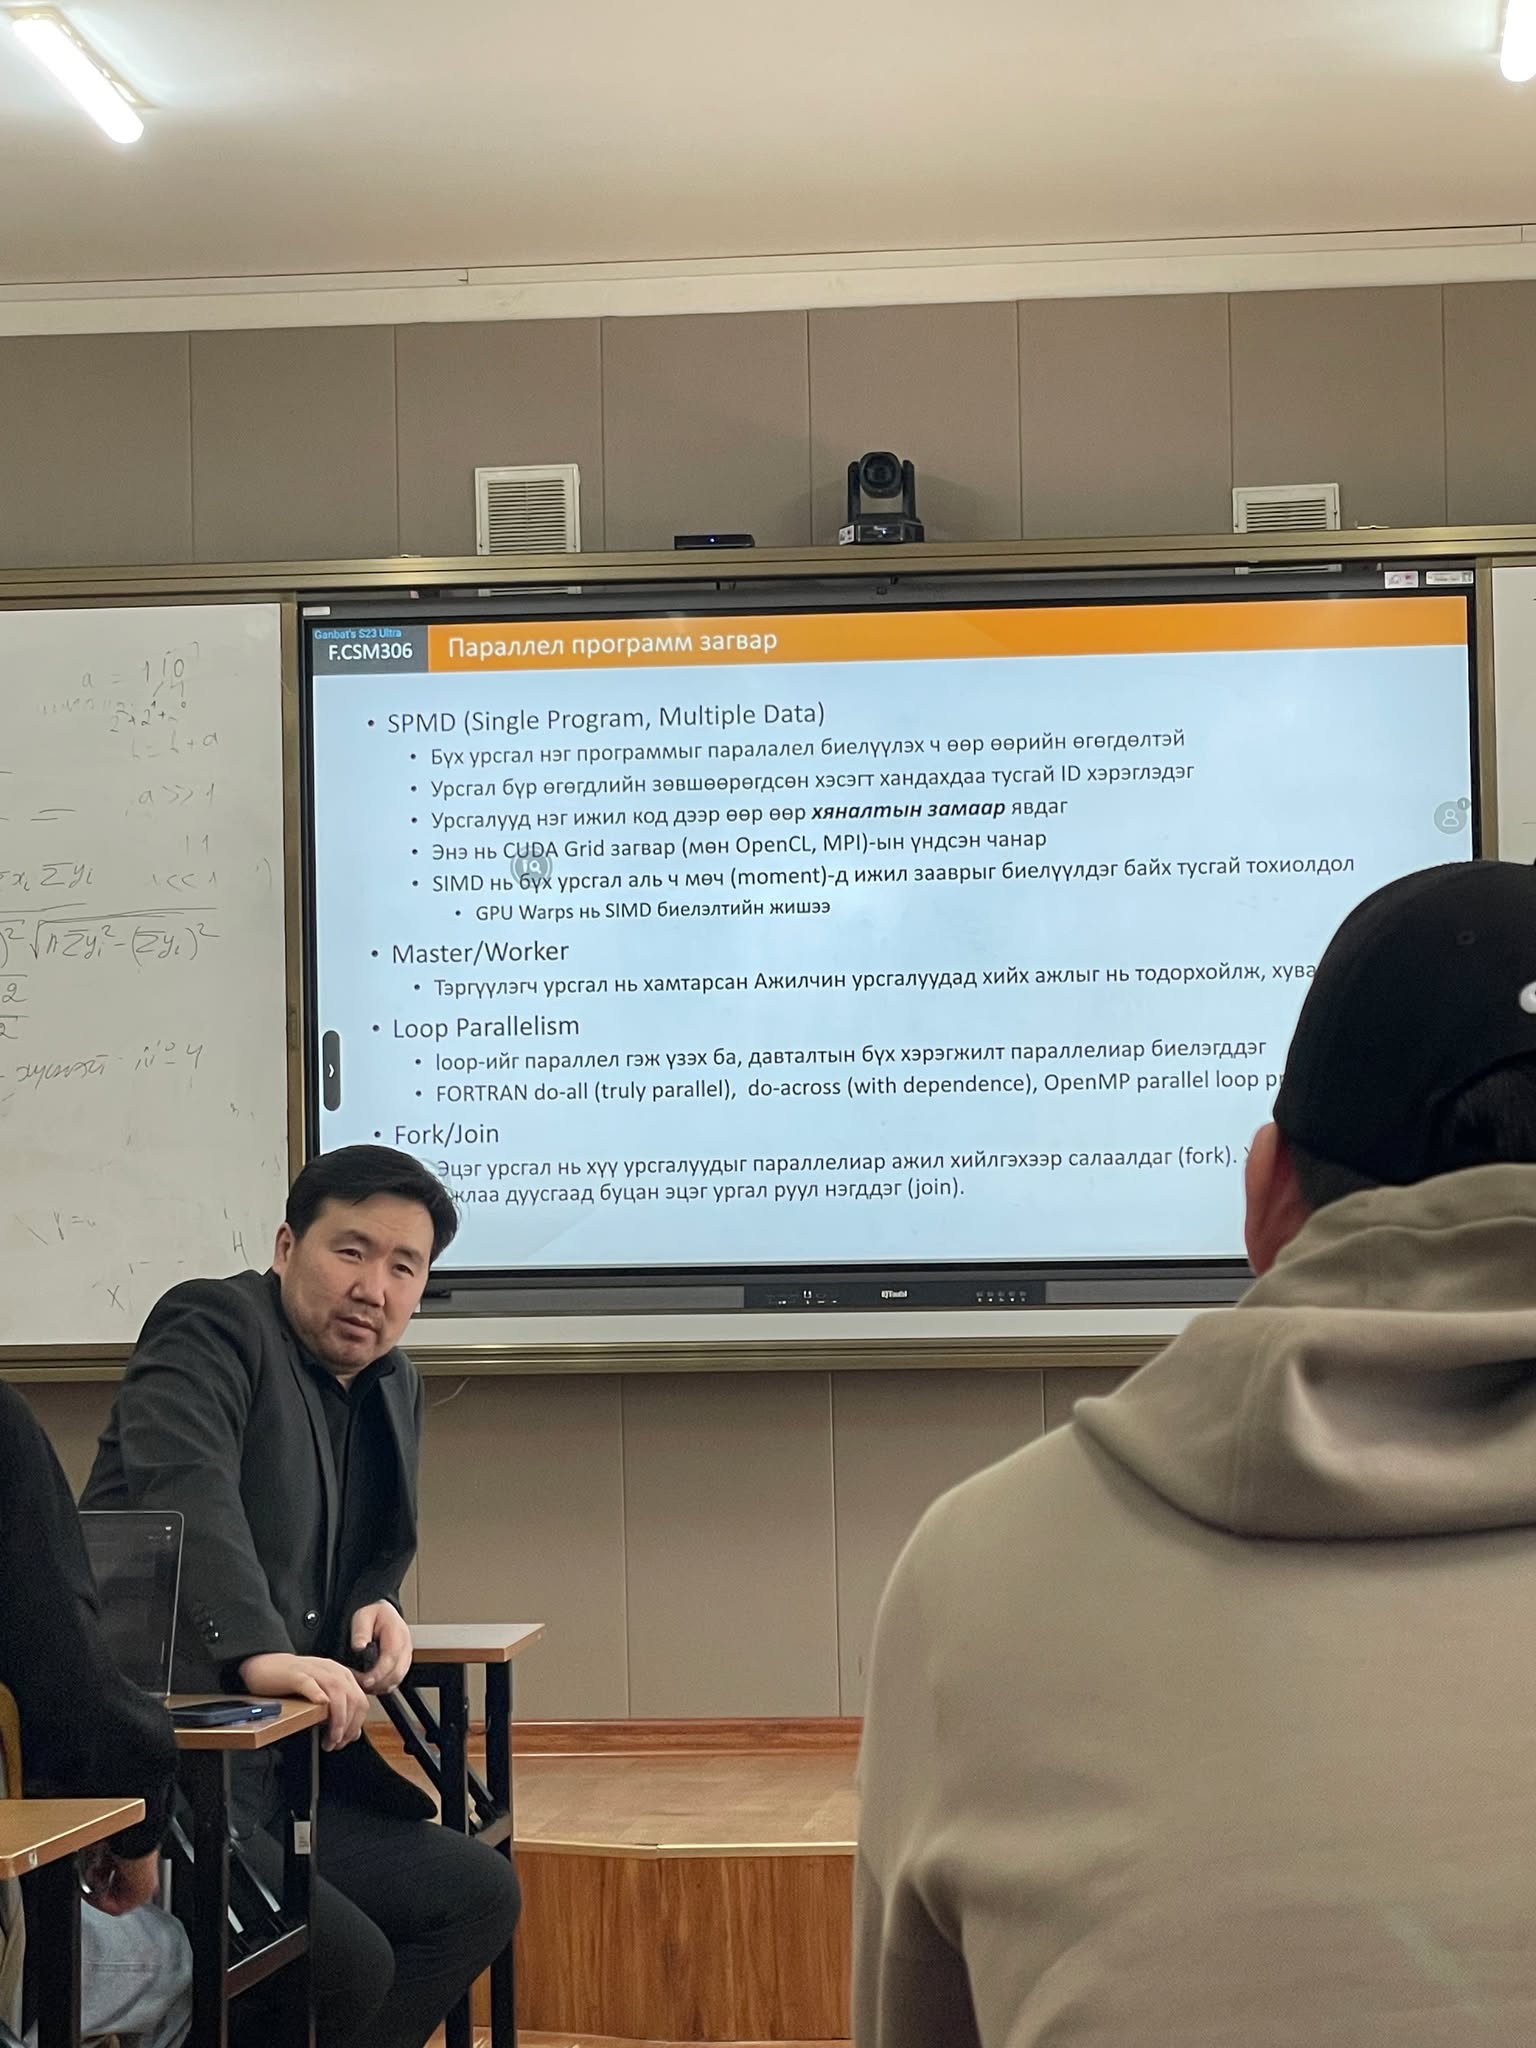 Ganbat's S23 Ultra
F.CSM306
Параллел программ загвар
• SPMD (Single Program, Multiple Data)
• Бүх урсгал нэг программыг паралалел биелүүлэх ч өөр өөрийн өгөгдөлтэй
• Урсгал бүр өгөгдлийн зөвшөөрөгдсөн хэсэгт хандахдаа тусгай ID хэрэглэдэг
• Урсгалууд нэг ижил код дээр өөр өөр хяналтын замаар явдаг
• Энэ нь CUDA Grid загвар (мөн OpenCL, MPI)-ын үндсэн чанар
• SIMD нь бүх урсгал аль ч мөч (moment)-д ижил зааврыг биелүүлдэг байх тусгай тохиолдол
• GPU Warps нь SIMD биелэлтийн жишээ
• Master/Worker
• Тэргүүлэгч урсгал нь хамтарсан Ажилчин урсгалуудад хийх ажлыг нь тодорхойлж,
• Loop Parallelism
• loop-ийг параллел гэж үзэх ба, давталтын бүх хэрэгжилт параллелиар биелэгддэг
• FORTRAN do-all (truly parallel), do-across (with dependence), OpenMP parallel loop
• Fork/Join
Эцэг урсгал нь хүү урсгалуудыг параллелиар ажил хийлгэхээр салаалдаг (fork).
дуусгаад буцан эцэг ургал руул нэгддэг (join).
a = 110
a >> 1
11
1 << 1